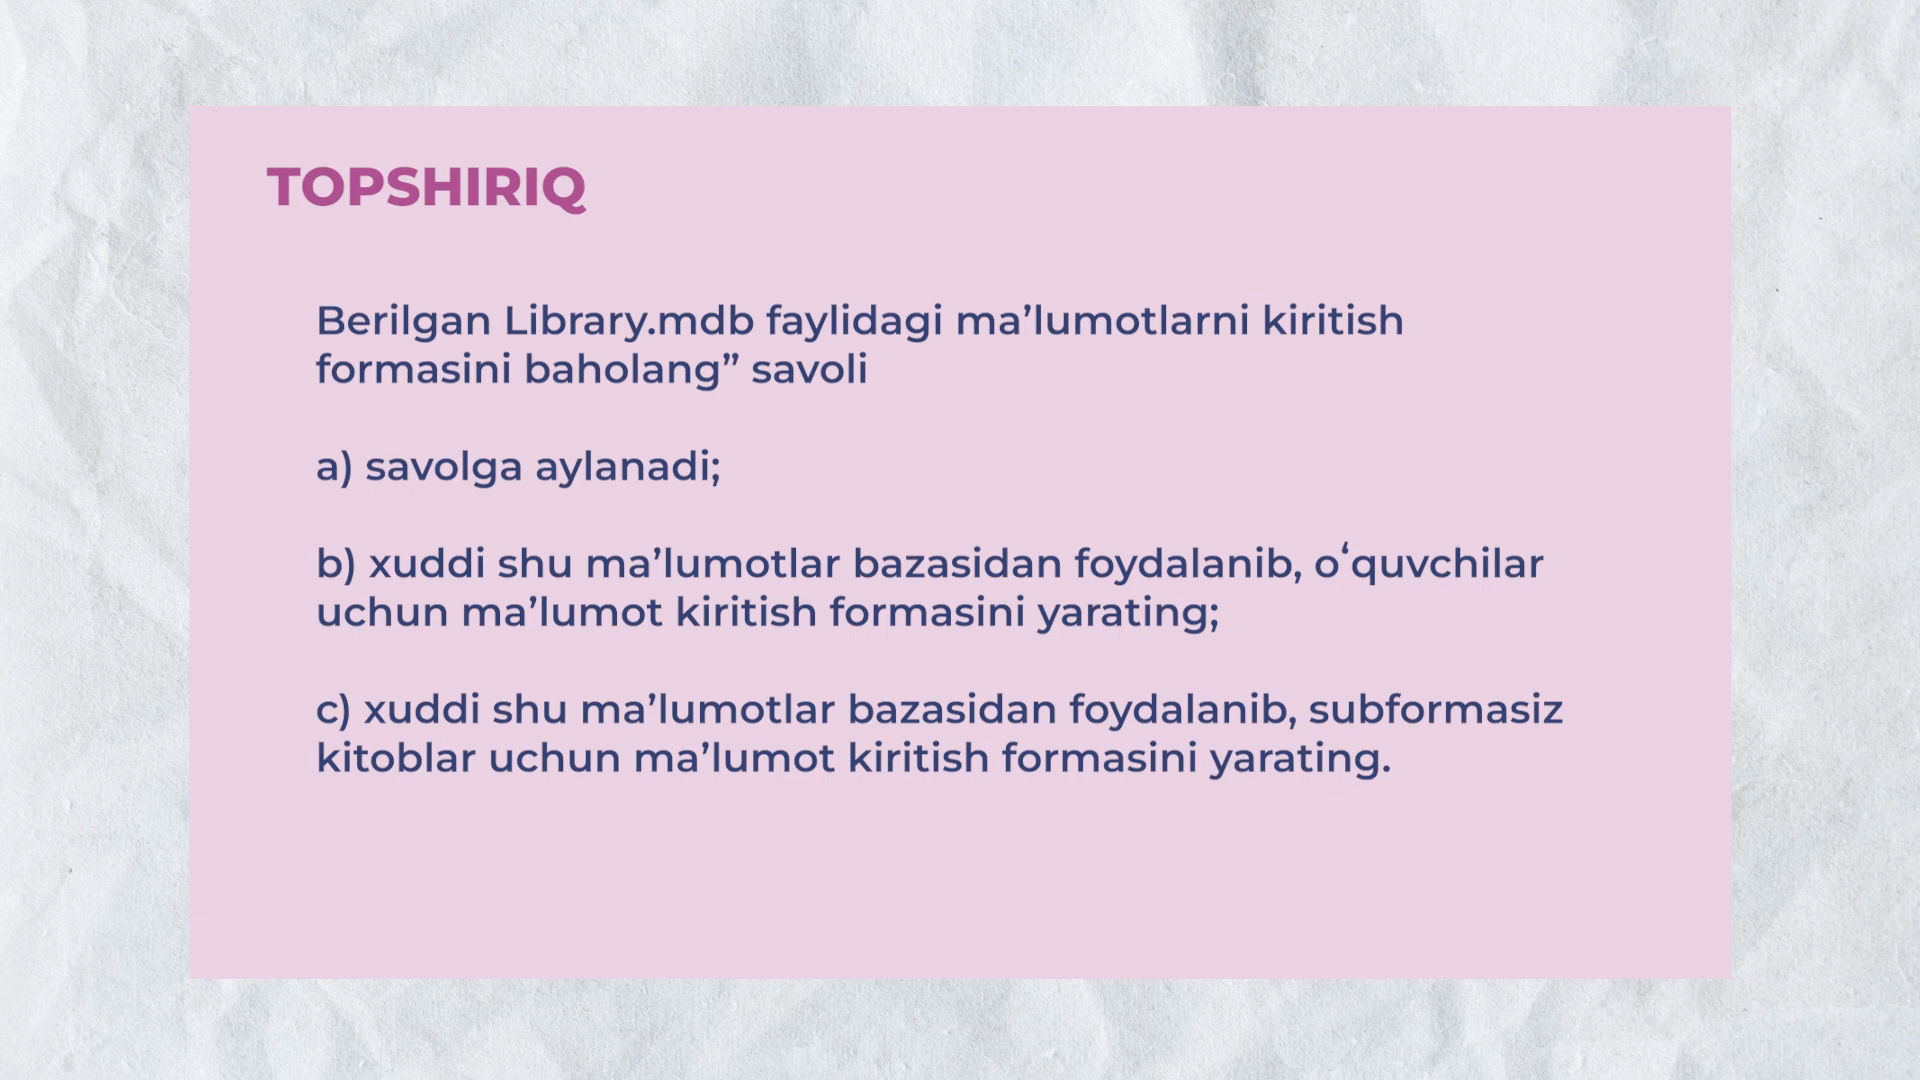 TOPSHIRIQ
Berilgan Library.mdb faylidagi ma’lumotlarni kiritish
formasini baholang” savoli
a) savolga aylanadi;
b) xuddi shu ma’lumotlar bazasidan foydalanib, oʻquvchilar
uchun ma’lumot kiritish formasini yarating;
c) xuddi shu ma’lumotlar bazasidan foydalanib, subformasiz
kitoblar uchun ma’lumot kiritish formasini yarating.